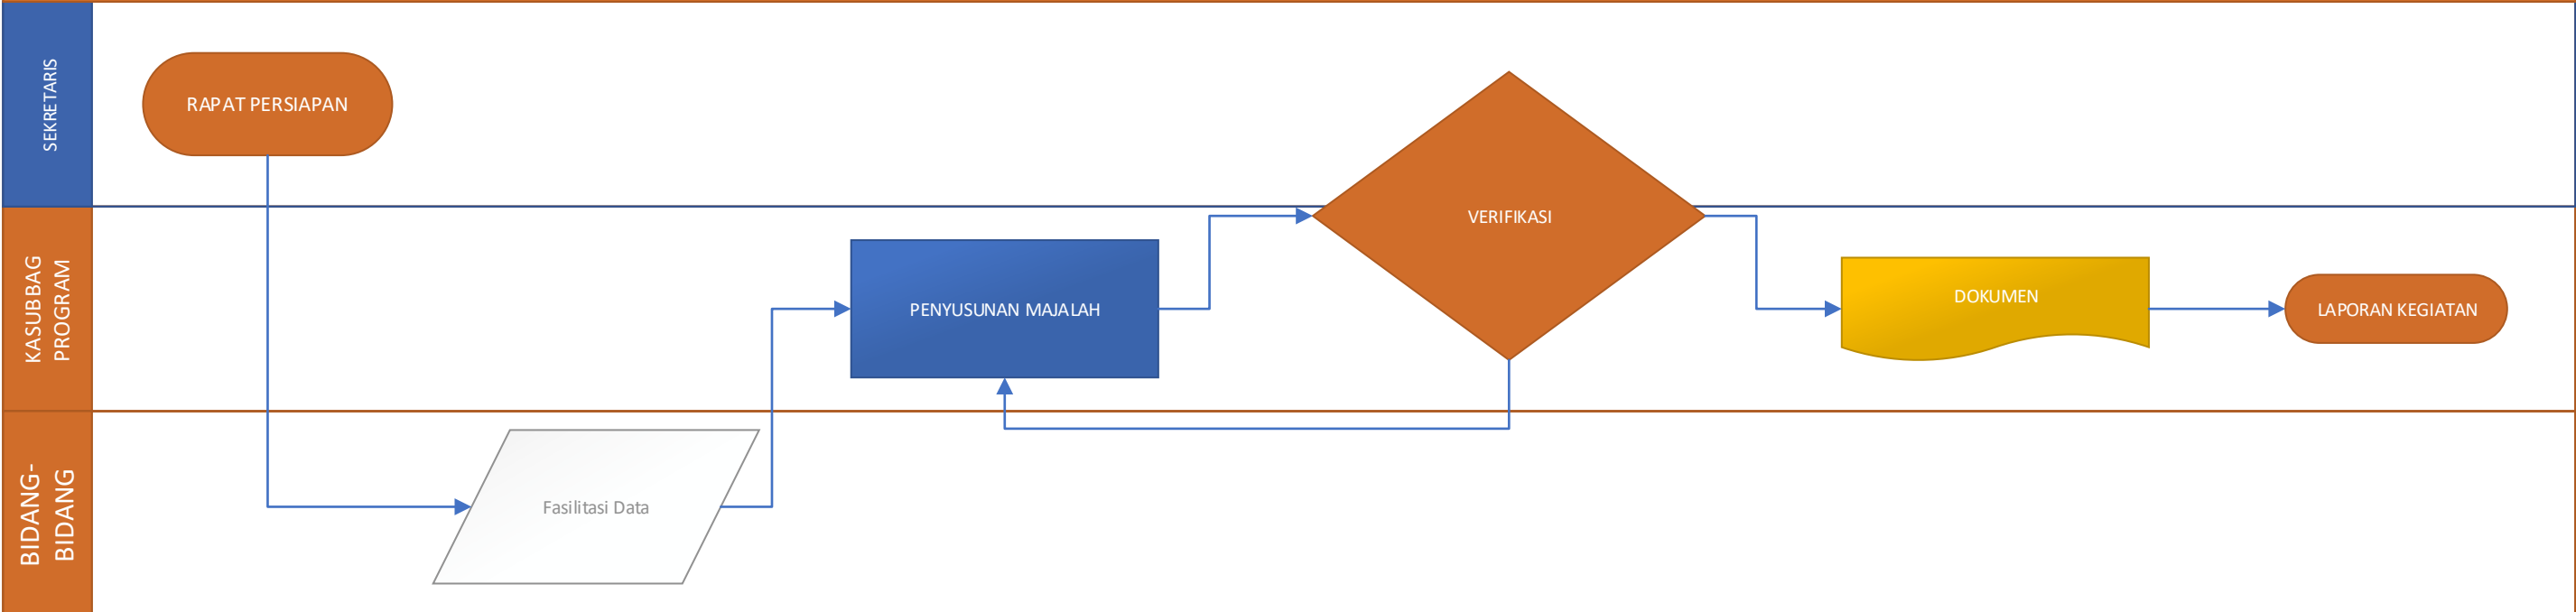 SEKRETARIS
RAPAT PERSIAPAN
VERIFIKASI
KASUBBAG
PROGRAM
PENYUSUNAN MAJALAH
DOKUMEN
LAPORAN KEGIATAN
BIDANG-
BIDANG
Fasilitasi Data